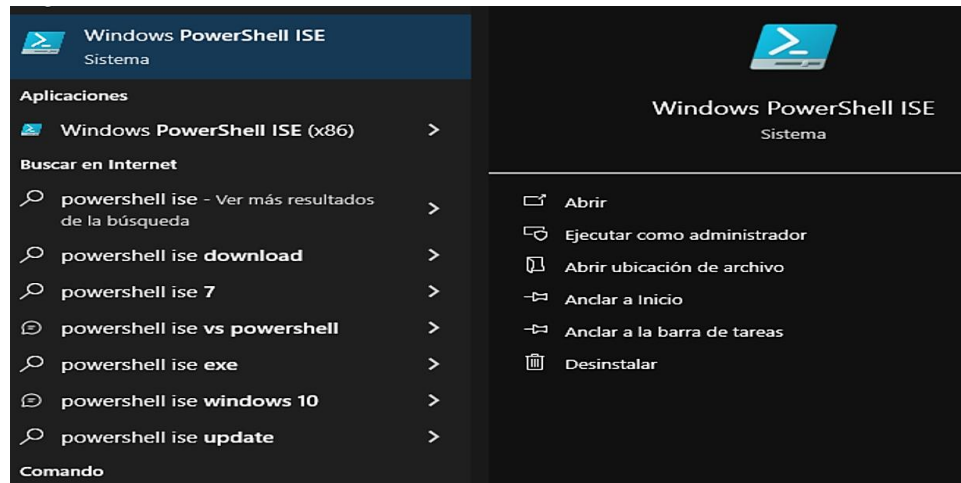 Windows PowerShell ISE
Sistema
Aplicaciones
Windows PowerShell ISE (x86)
Buscar en Internet
powershell ise - Ver más resultados
de la búsqueda
powershell ise download
powershell ise 7
powershell ise vs powershell
powershell ise exe
powershell ise windows 10
powershell ise update
Comando
Windows PowerShell ISE
Sistema
Abrir
Ejecutar como administrador
Abrir ubicación de archivo
Anclar a Inicio
Anclar a la barra de tareas
Desinstalar